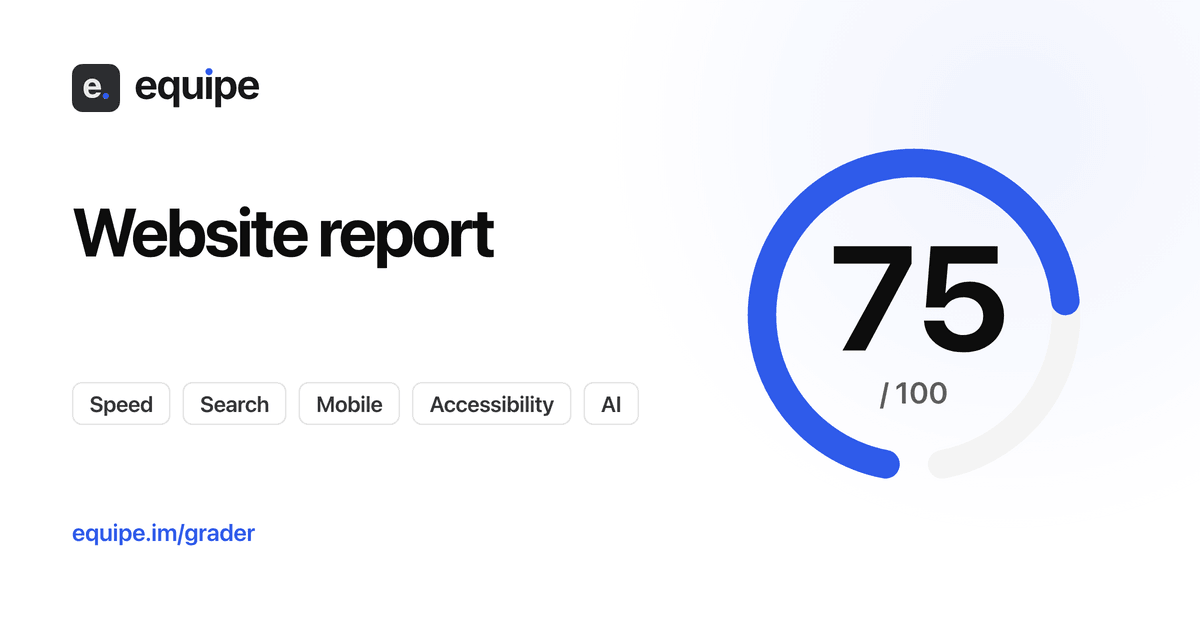 e. equipe
Website report
75
/ 100
Speed Search Mobile Accessibility AI
equipe.im/grader